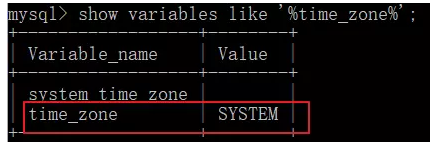 mysql> show variables like '%time_zone%';
+------------------+--------+
| Variable_name | Value |
+------------------+--------+
| system_time_zone | |
| time_zone | SYSTEM |
+------------------+--------+